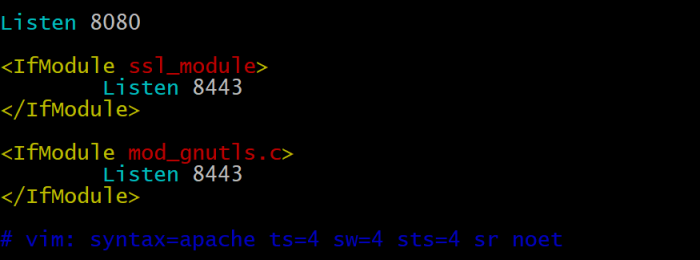 Listen 8080
<IfModule ssl_module>
Listen 8443
</IfModule>
<IfModule mod_gnutls.c>
Listen 8443
</IfModule>
# vim: syntax=apache ts=4 sw=4 sts=4 sr noet